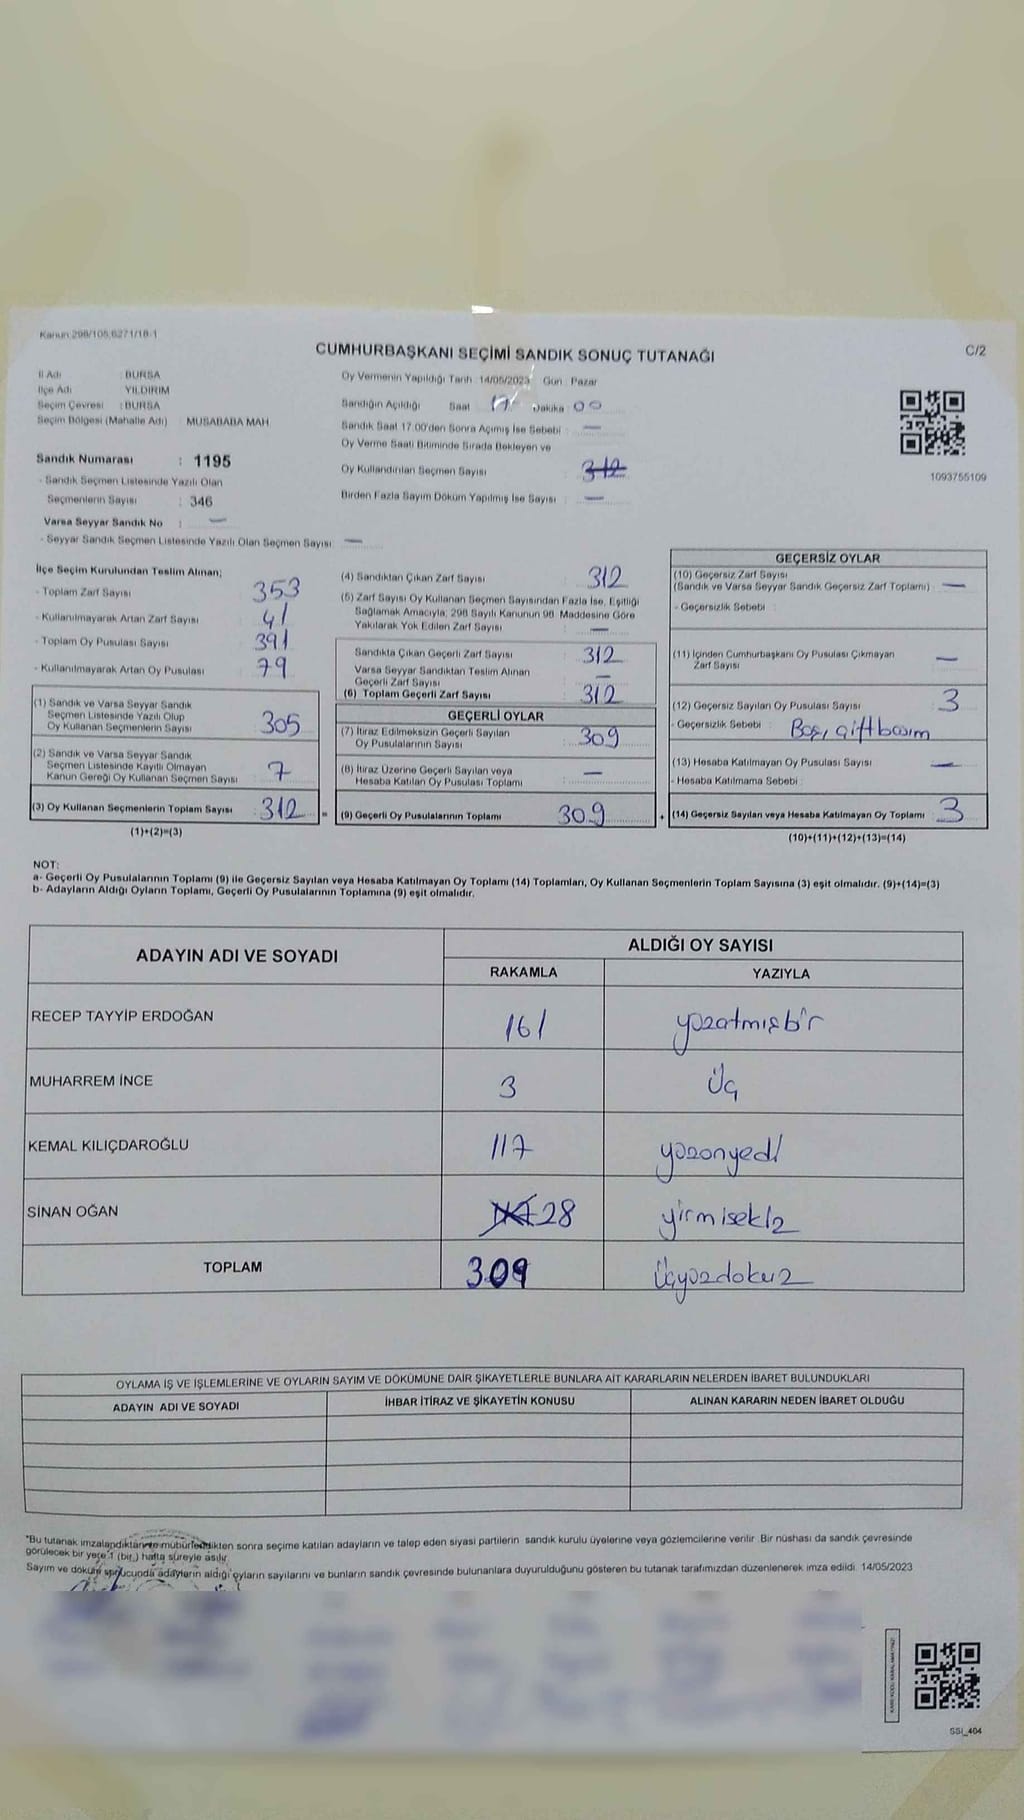 Kanun:298/105,6271/18-1
CUMHURBAŞKANI SEÇİMİ SANDIK SONUÇ TUTANAĞI
C/2
İl Adı : BURSA
İlçe Adı : YILDIRIM
Seçim Çevresi : BURSA
Seçim Bölgesi (Mahalle Adı) : MUSABABA MAH
Sandık Numarası : 1195
- Sandık Seçmen Listesinde Yazılı Olan
Seçmenlerin Sayısı : 346
Varsa Seyyar Sandık No : —
- Seyyar Sandık Seçmen Listesinde Yazılı Olan Seçmen Sayısı : —
Oy Vermenin Yapıldığı Tarih : 14/05/2023 Gün : Pazar
Sandığın Açıldığı Saat 17 Dakika 00
Sandık Saat 17.00'den Sonra Açılmış İse Sebebi : —
Oy Verme Saati Bitiminde Sırada Bekleyen ve
Oy Kullandırılan Seçmen Sayısı : 312
Birden Fazla Sayım Döküm Yapılmış İse Sayısı : —
1093755109
İlçe Seçim Kurulundan Teslim Alınan;
- Toplam Zarf Sayısı : 353
- Kullanılmayarak Artan Zarf Sayısı : 41
- Toplam Oy Pusulası Sayısı : 391
- Kullanılmayarak Artan Oy Pusulası : 79
(1) Sandık ve Varsa Seyyar Sandık
Seçmen Listesinde Yazılı Olup
Oy Kullanan Seçmenlerin Sayısı : 305
(2) Sandık ve Varsa Seyyar Sandık
Seçmen Listesinde Kayıtlı Olmayan
Kanun Gereği Oy Kullanan Seçmen Sayısı : 7
(3) Oy Kullanan Seçmenlerin Toplam Sayısı : 312 =
(1)+(2)=(3)
(4) Sandıktan Çıkan Zarf Sayısı : 312
(5) Zarf Sayısı Oy Kullanan Seçmen Sayısından Fazla İse, Eşitliği
Sağlamak Amacıyla; 298 Sayılı Kanunun 98. Maddesine Göre
Yakılarak Yok Edilen Zarf Sayısı : —
Sandıkta Çıkan Geçerli Zarf Sayısı : 312
Varsa Seyyar Sandıktan Teslim Alınan
Geçerli Zarf Sayısı : —
(6) Toplam Geçerli Zarf Sayısı : 312
GEÇERLİ OYLAR
(7) İtiraz Edilmeksizin Geçerli Sayılan
Oy Pusulalarının Sayısı : 309
(8) İtiraz Üzerine Geçerli Sayılan veya
Hesaba Katılan Oy Pusulası Toplamı : —
(9) Geçerli Oy Pusulalarının Toplamı : 309 +
GEÇERSİZ OYLAR
(10) Geçersiz Zarf Sayısı
(Sandık ve Varsa Seyyar Sandık Geçersiz Zarf Toplamı) : —
- Geçersizlik Sebebi :
(11) İçinden Cumhurbaşkanı Oy Pusulası Çıkmayan
Zarf Sayısı : —
(12) Geçersiz Sayılan Oy Pusulası Sayısı : 3
- Geçersizlik Sebebi : Boş, çift basım
(13) Hesaba Katılmayan Oy Pusulası Sayısı : —
- Hesaba Katılmama Sebebi :
(14) Geçersiz Sayılan veya Hesaba Katılmayan Oy Toplamı : 3
(10)+(11)+(12)+(13)=(14)
NOT:
a- Geçerli Oy Pusulalarının Toplamı (9) ile Geçersiz Sayılan veya Hesaba Katılmayan Oy Toplamı (14) Toplamları, Oy Kullanan Seçmenlerin Toplam Sayısına (3) eşit olmalıdır. (9)+(14)=(3)
b- Adayların Aldığı Oyların Toplamı, Geçerli Oy Pusulalarının Toplamına (9) eşit olmalıdır.
ADAYIN ADI VE SOYADI
ALDIĞI OY SAYISI
RAKAMLA YAZIYLA
RECEP TAYYİP ERDOĞAN 161 yüzatmışbir
MUHARREM İNCE 3 Üç
KEMAL KILIÇDAROĞLU 117 yüzonyedi
SİNAN OĞAN 28 yirmisekiz
TOPLAM 309 Üçyüzdokuz
OYLAMA İŞ VE İŞLEMLERİNE VE OYLARIN SAYIM VE DÖKÜMÜNE DAİR ŞİKAYETLERLE BUNLARA AİT KARARLARIN NELERDEN İBARET BULUNDUKLARI
ADAYIN ADI VE SOYADI İHBAR İTİRAZ VE ŞİKAYETİN KONUSU ALINAN KARARIN NEDEN İBARET OLDUĞU
*Bu tutanak imzalandıktan ve mühürlendikten sonra seçime katılan adayların ve talep eden siyasi partilerin sandık kurulu üyelerine veya gözlemcilerine verilir. Bir nüshası da sandık çevresinde
görülecek bir yere 1 (bir) hafta süreyle asılır.
Sayım ve döküm sonucunda adayların aldığı oyların sayılarını ve bunların sandık çevresinde bulunanlara duyurulduğunu gösteren bu tutanak tarafımızdan düzenlenerek imza edildi. 14/05/2023
KARE KODU KARALAMAYINIZ!
SSI_404